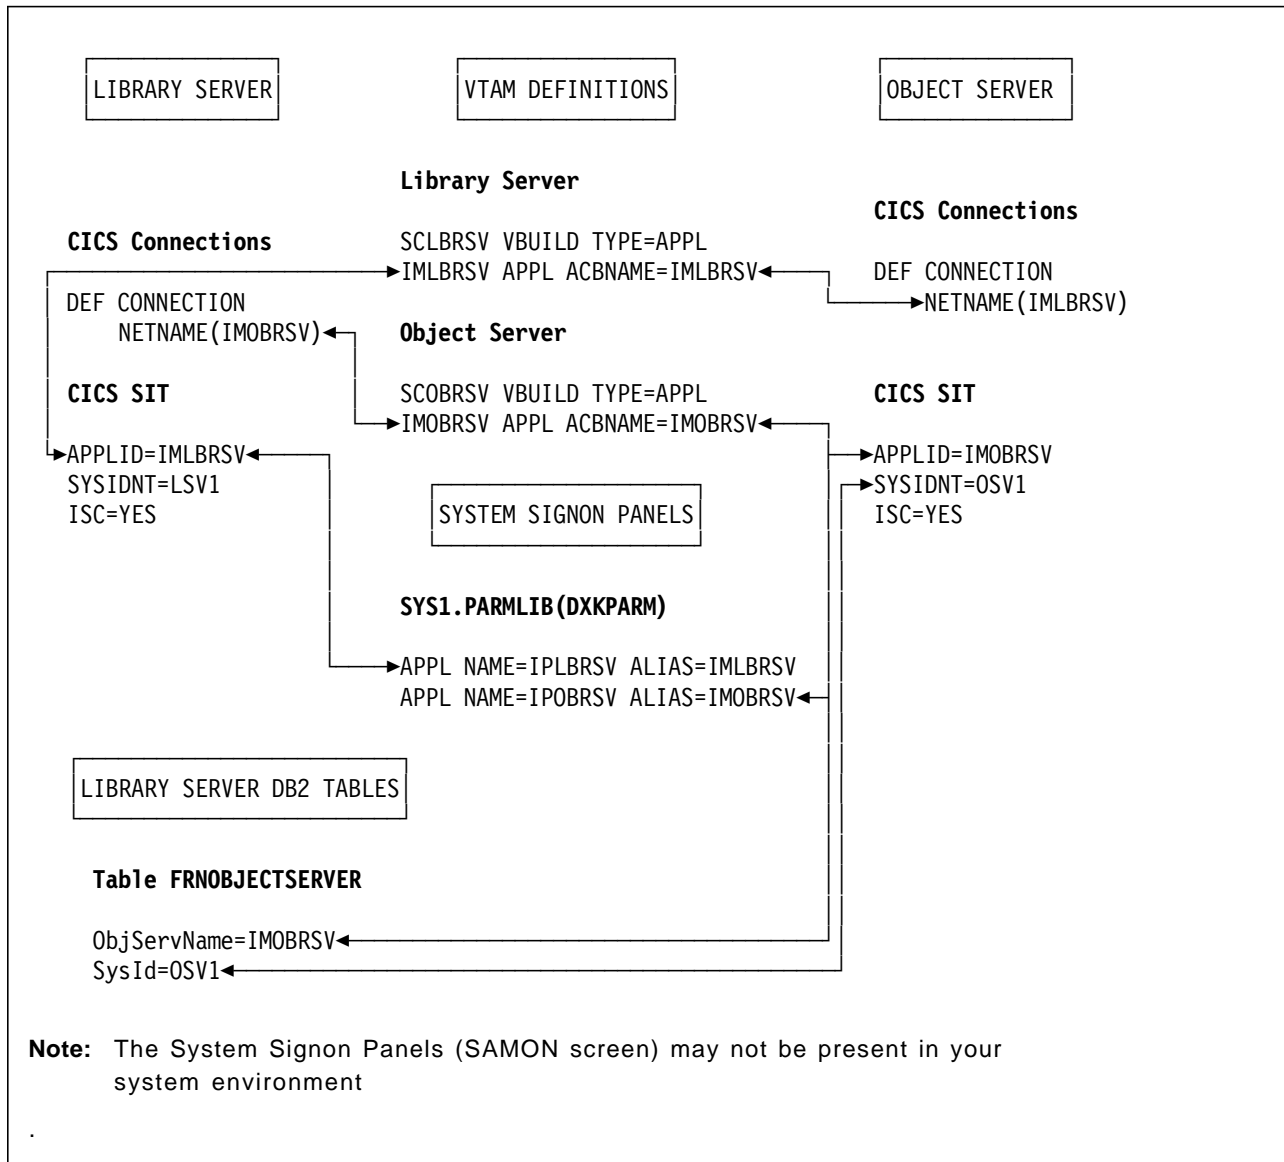 LIBRARY SERVER
VTAM DEFINITIONS
OBJECT SERVER
Library Server
CICS Connections
CICS Connections
SCLBRSV VBUILD TYPE=APPL
IMLBRSV APPL ACBNAME=IMLBRSV
DEF CONNECTION
DEF CONNECTION
NETNAME(IMLBRSV)
NETNAME(IMOBRSV)
Object Server
CICS SIT
SCOBRSV VBUILD TYPE=APPL
CICS SIT
IMOBRSV APPL ACBNAME=IMOBRSV
APPLID=IMLBRSV
APPLID=IMOBRSV
SYSIDNT=LSV1
SYSIDNT=OSV1
ISC=YES
SYSTEM SIGNON PANELS
ISC=YES
SYS1.PARMLIB(DXKPARM)
APPL NAME=IPLBRSV ALIAS=IMLBRSV
APPL NAME=IPOBRSV ALIAS=IMOBRSV
LIBRARY SERVER DB2 TABLES
Table FRNOBJECTSERVER
ObjServName=IMOBRSV
SysId=OSV1
Note: The System Signon Panels (SAMON screen) may not be present in your
system environment
.